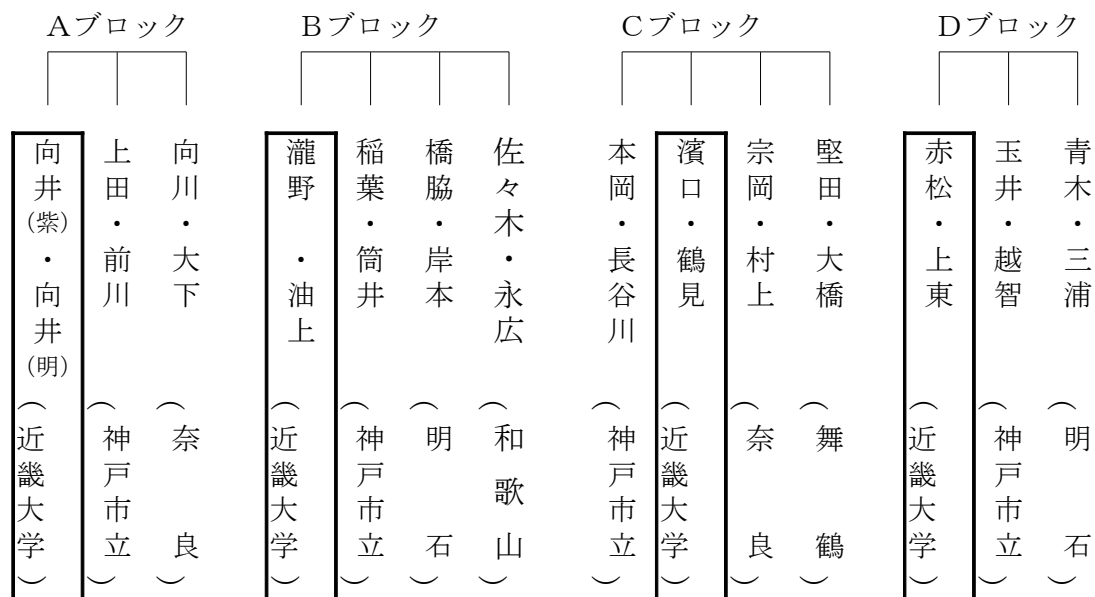 Aブロック
Bブロック
Cブロック
Dブロック
向井(紫)・向井(明)(近畿大学)
上田・前川(神戸市立)
向川・大下(奈良)
瀧野・油上(近畿大学)
稲葉・筒井(神戸市立)
橋脇・岸本(明石)
佐々木・永広(和歌山)
本岡・長谷川(神戸市立)
濱口・鶴見(近畿大学)
宗岡・村上(奈良)
堅田・大橋(舞鶴)
赤松・上東(近畿大学)
玉井・越智(神戸市立)
青木・三浦(明石)